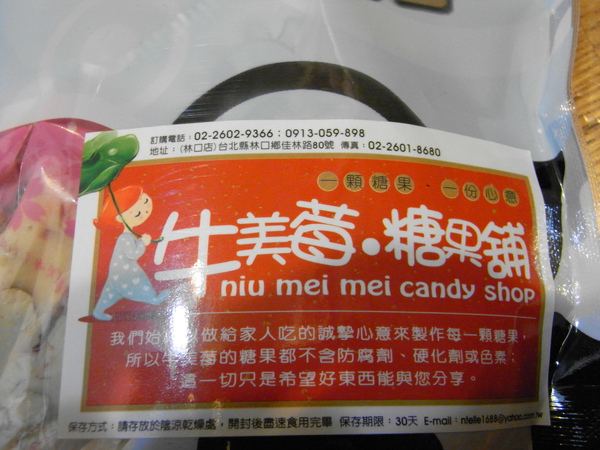 訂購電話：02-2602-9366；0913-059-898
地址：(林口店)台北縣林口鄉佳林路80號 傳真：02-2601-8680
一顆糖果 一份心意
牛美莓・糖果舖
niu mei mei candy shop
我們始 以做給家人吃的誠摯心意來製作每一顆糖果，
所以牛美莓的糖果都不含防腐劑、硬化劑或色素；
這一切只是希望好東西能與您分享。
保存方式：請存放於陰涼乾燥處，開封後盡速食用完畢 保存期限：30天 E-mail：